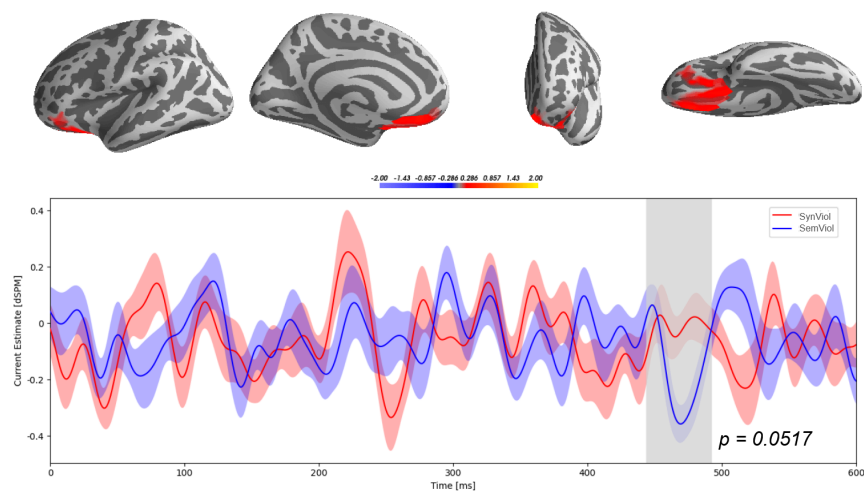 -2.00 -1.43 -0.857 -0.286 0.286 0.857 1.43 2.00
0.4
0.2
0
-0.2
-0.4
Current Estimate [dSPM]
SynViol
SemViol
p = 0.0517
0 100 200 300 400 500 600
Time [ms]